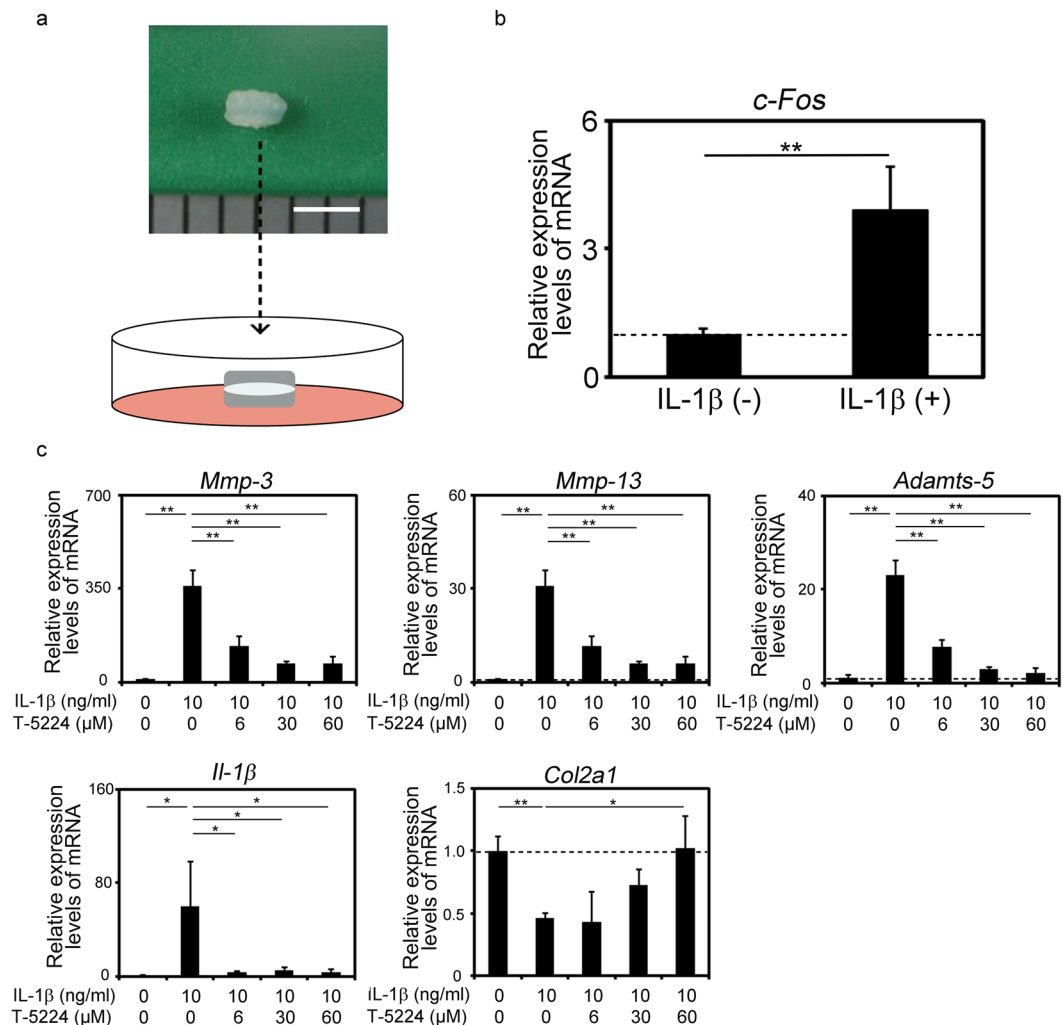 a
b
c-Fos
Relative expression
levels of mRNA
6
3
0
**
IL-1β (-)
IL-1β (+)
c
Mmp-3
Relative expression
levels of mRNA
700
350
0
**
**
**
**
IL-1β (ng/ml) 0 10 10 10 10
T-5224 (μM) 0 0 6 30 60
Mmp-13
Relative expression
levels of mRNA
60
30
0
**
**
**
**
IL-1β (ng/ml) 0 10 10 10 10
T-5224 (μM) 0 0 6 30 60
Adamts-5
Relative expression
levels of mRNA
40
20
0
**
**
**
**
IL-1β (ng/ml) 0 10 10 10 10
T-5224 (μM) 0 0 6 30 60
Il-1β
Relative expression
levels of mRNA
160
80
0
*
*
*
*
IL-1β (ng/ml) 0 10 10 10 10
T-5224 (μM) 0 0 6 30 60
Col2a1
Relative expression
levels of mRNA
1.5
1.0
0.5
0
**
*
iL-1β (ng/ml) 0 10 10 10 10
T-5224 (μM) 0 0 6 30 60